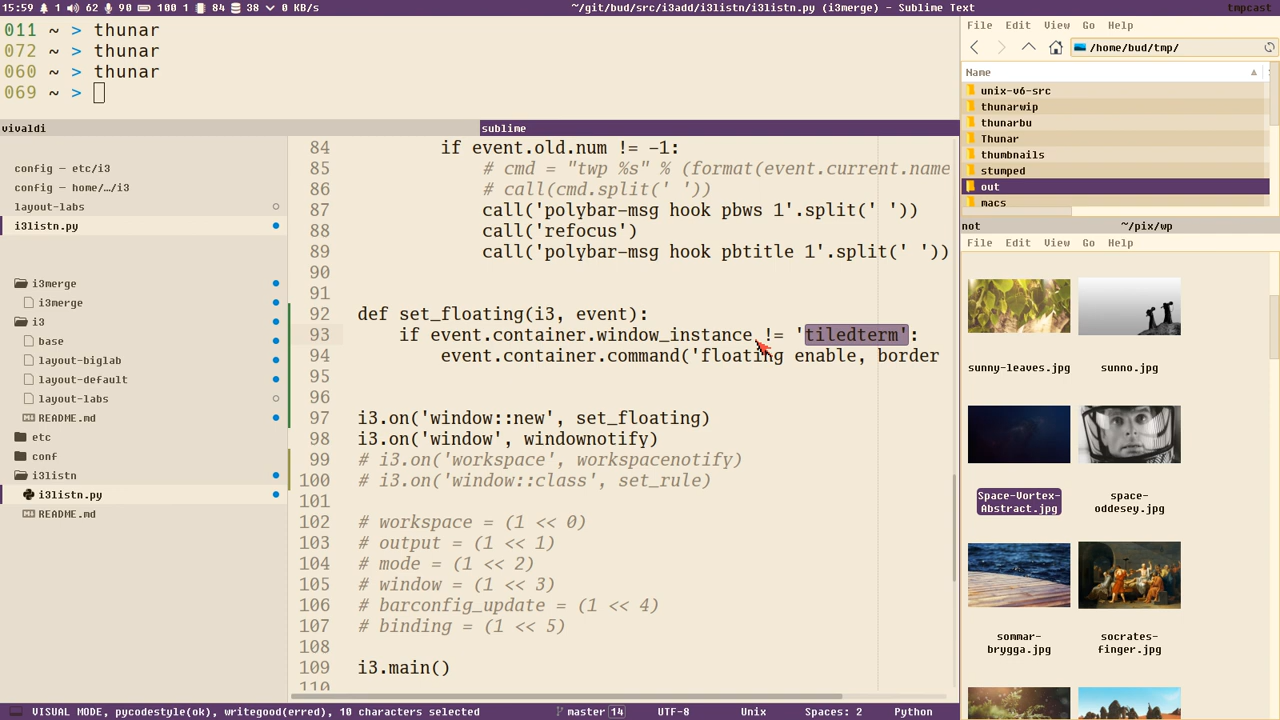 15:59 1 62 90 100 1 84 38 0 KB/s ~/git/bud/src/i3add/i3listn/i3listn.py (i3merge) - Sublime Text tmpcast
011 ~ > thunar
072 ~ > thunar
060 ~ > thunar
069 ~ >
vivaldi
sublime
config — etc/i3
config — home/…/i3
layout-labs
i3listn.py
i3merge
i3merge
i3
base
layout-biglab
layout-default
layout-labs
README.md
etc
conf
i3listn
i3listn.py
README.md
84 if event.old.num != -1:
85 # cmd = "twp %s" % (format(event.current.name
86 # call(cmd.split(' '))
87 call('polybar-msg hook pbws 1'.split(' '))
88 call('refocus')
89 call('polybar-msg hook pbtitle 1'.split(' '))
90
91
92 def set_floating(i3, event):
93 if event.container.window_instance != 'tiledterm':
94 event.container.command('floating enable, border
95
96
97 i3.on('window::new', set_floating)
98 i3.on('window', windownotify)
99 # i3.on('workspace', workspacenotify)
100 # i3.on('window::class', set_rule)
101
102 # workspace = (1 << 0)
103 # output = (1 << 1)
104 # mode = (1 << 2)
105 # window = (1 << 3)
106 # barconfig_update = (1 << 4)
107 # binding = (1 << 5)
108
109 i3.main()
110
VISUAL MODE, pycodestyle(ok), writegood(erred), 10 characters selected master 14 UTF-8 Unix Spaces: 2 Python
File Edit View Go Help
/home/bud/tmp/
Name
unix-v6-src
thunarwip
thunarbu
Thunar
thumbnails
stumped
out
macs
not ~/pix/wp
File Edit View Go Help
sunny-leaves.jpg sunno.jpg
Space-Vortex-
Abstract.jpg
space-
oddesey.jpg
sommar-
brygga.jpg
socrates-
finger.jpg